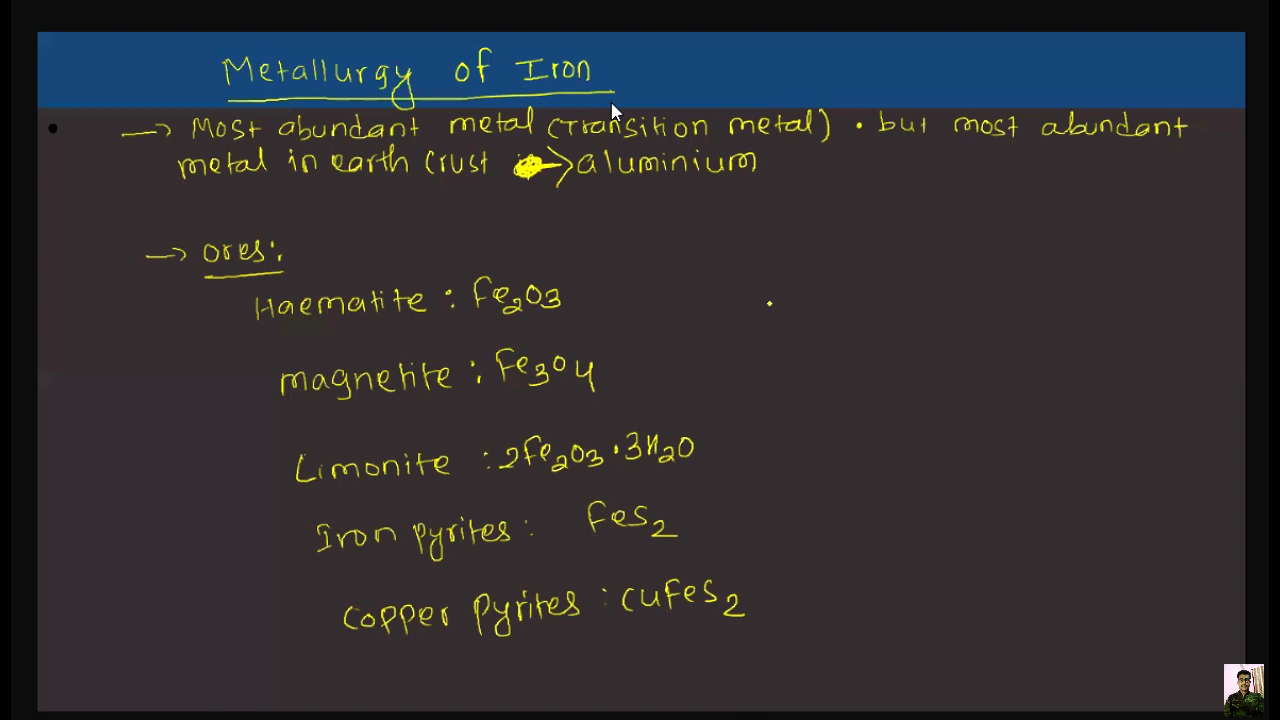 Metallurgy of Iron
→ Most abundant metal (Transition metal) • but most abundant
metal in earth crust → aluminium
→ ores:
Haematite : Fe₂O₃
magnetite : Fe₃O₄
Limonite : 2Fe₂O₃·3H₂O
Iron pyrites : FeS₂
copper pyrites : CuFeS₂